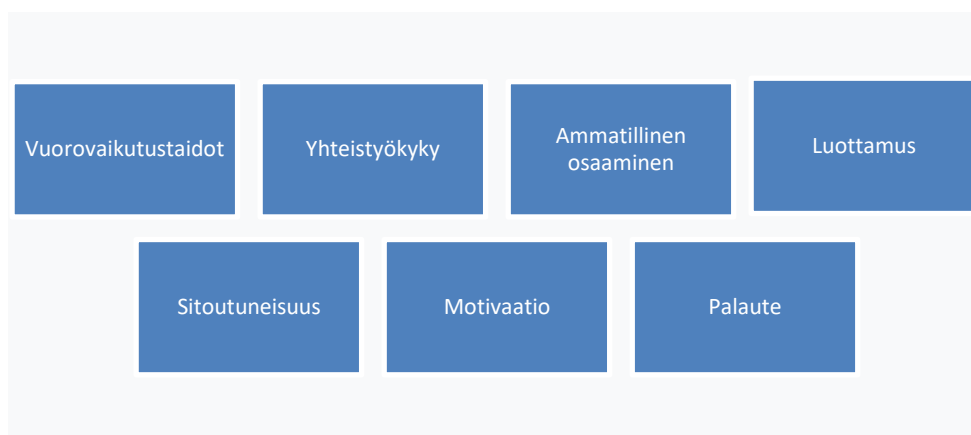 Vuorovaikutustaidot
Yhteistyökyky
Ammatillinen
osaaminen
Luottamus
Sitoutuneisuus
Motivaatio
Palaute